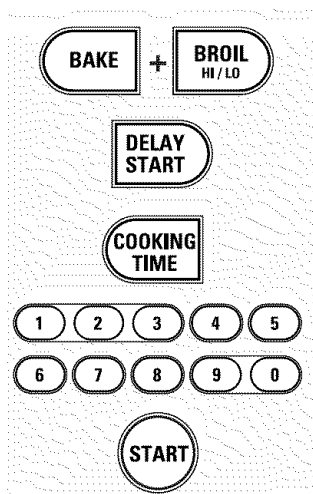 BAKE + BROIL
HI / LO
DELAY
START
COOKING
TIME
1 2 3 4 5
6 7 8 9 0
START